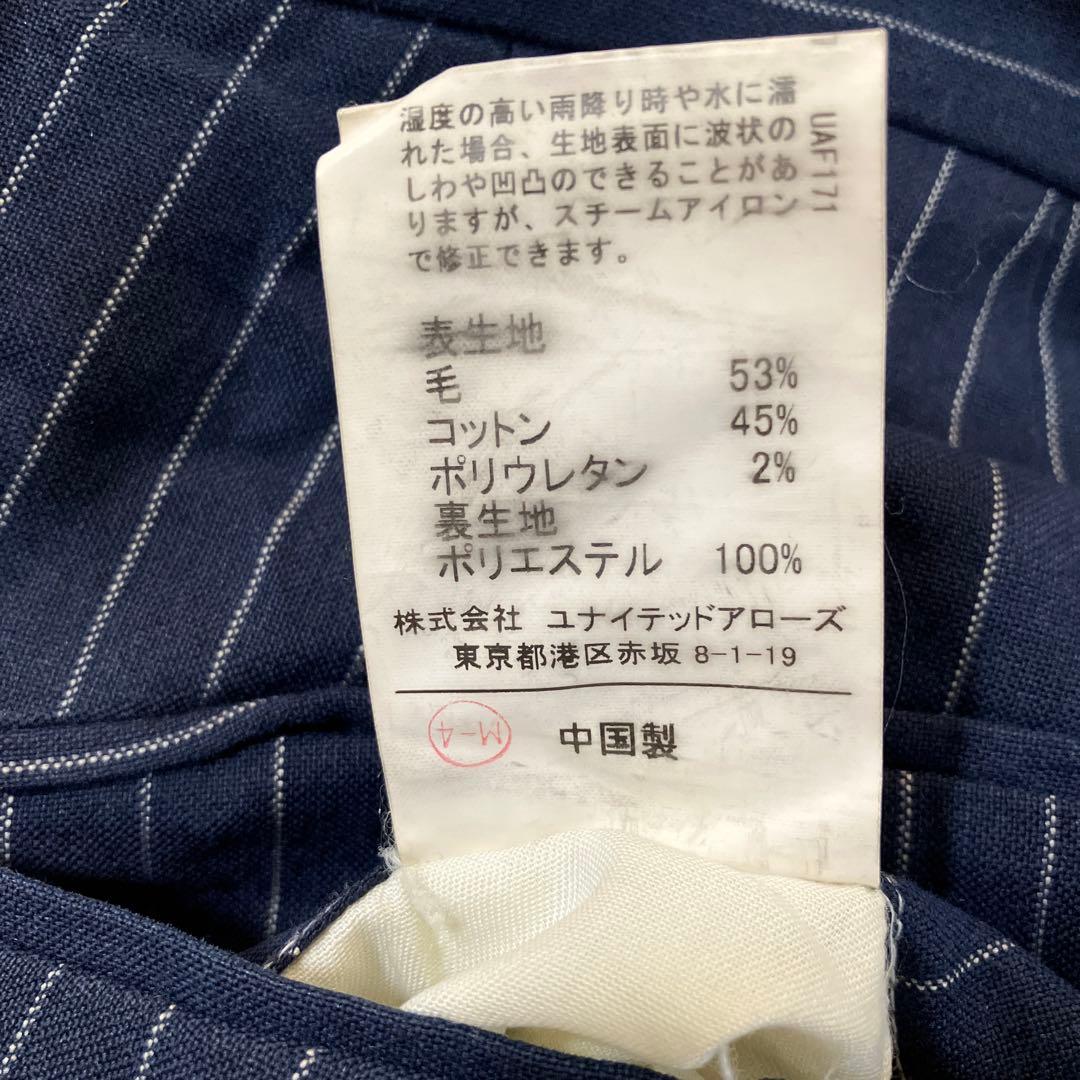 湿度の高い雨降り時や水に濡
れた場合、生地表面に波状の
しわや凹凸のできることがあ
りますが、スチームアイロン
で修正できます。
UAF171
表生地
毛 53%
コットン 45%
ポリウレタン 2%
裏生地
ポリエステル 100%
株式会社 ユナイテッドアローズ
東京都港区赤坂 8-1-19
M-4
中国製